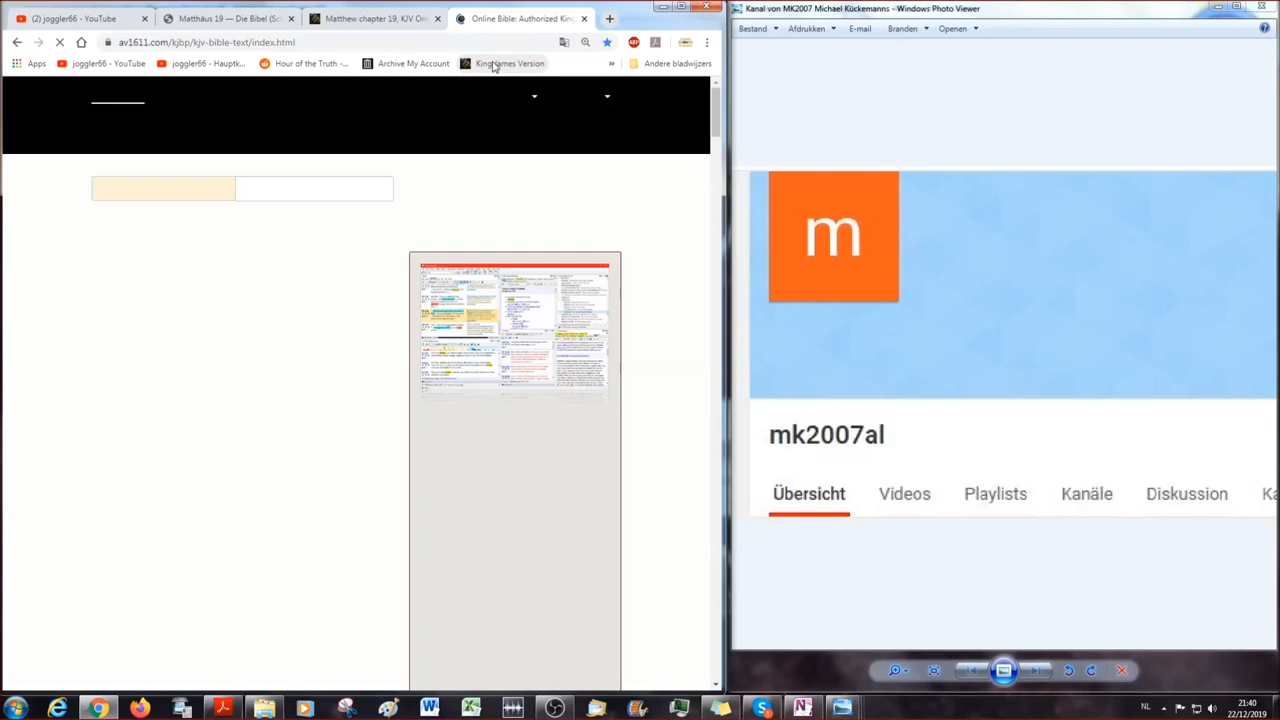 (2) joggler66 - YouTube
Matthäus 19 — Die Bibel (Sc
Matthew chapter 19, KJV On
Online Bible: Authorized Kin
av1611.com/kjbp/kjv-bible-text/index.html
Apps
joggler66 - YouTube
joggler66 - Hauptk...
Hour of the Truth -...
Archive My Account
King James Version
»
Andere bladwijzers
Kanal von MK2007 Michael Kückemanns - Windows Photo Viewer
Bestand
Afdrukken
E-mail
Branden
Openen
m
mk2007al
Übersicht
Videos
Playlists
Kanäle
Diskussion
NL
21:40
22/12/2019